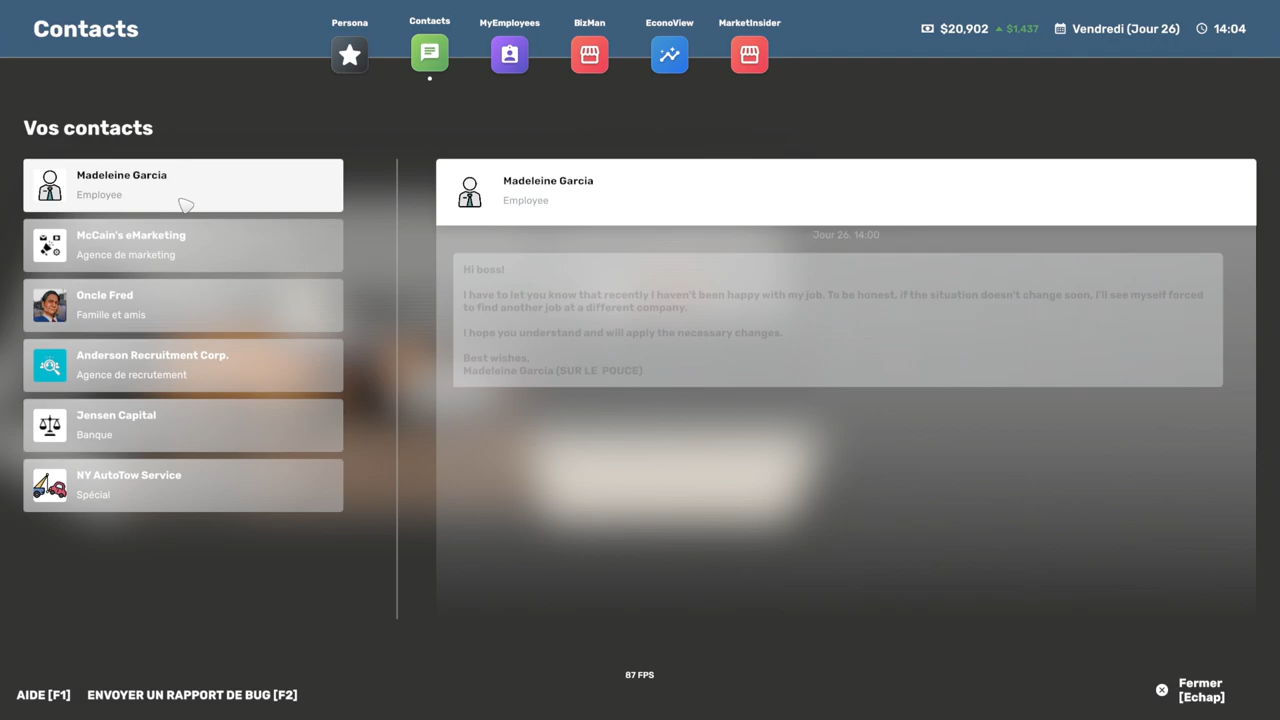 Contacts
Persona
Contacts
MyEmployees
BizMan
EconoView
MarketInsider
$20,902
$1,437
Vendredi (Jour 26)
14:04
Vos contacts
Madeleine Garcia
Employee
McCain's eMarketing
Agence de marketing
Oncle Fred
Famille et amis
Anderson Recruitment Corp.
Agence de recrutement
Jensen Capital
Banque
NY AutoTow Service
Spécial
Madeleine Garcia
Employee
Jour 26, 14:00
Hi boss!
I have to let you know that recently I haven't been happy with my job. To be honest, if the situation doesn't change soon, I'll see myself forced
to find another job at a different company.
I hope you understand and will apply the necessary changes.
Best wishes,
Madeleine Garcia (SUR LE POUCE)
87 FPS
AIDE [F1]
ENVOYER UN RAPPORT DE BUG [F2]
Fermer
[Echap]